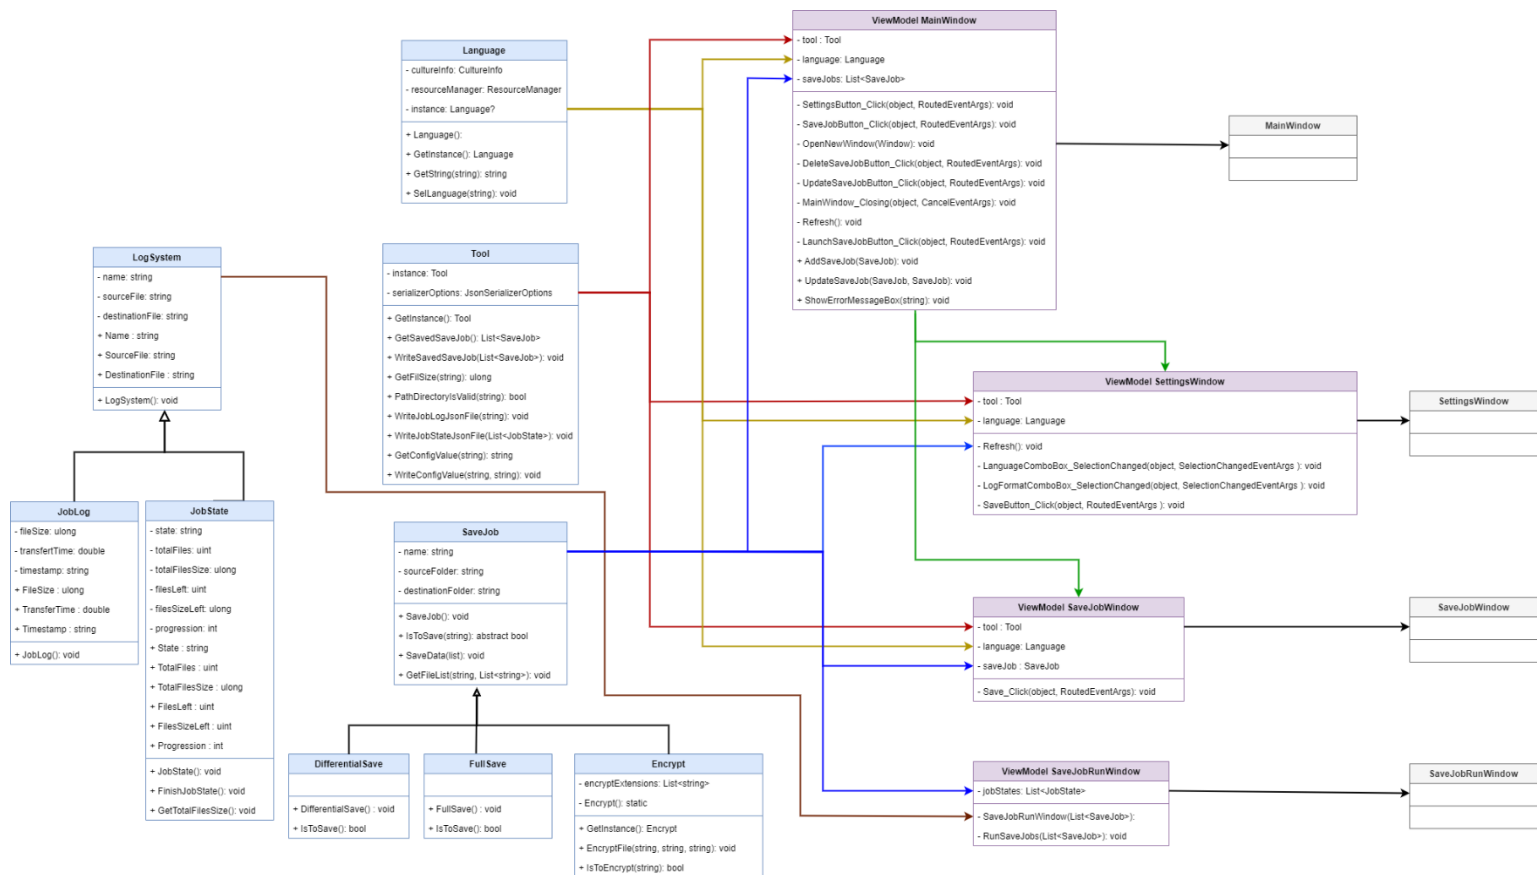 Language
- cultureInfo: CultureInfo
- resourceManager: ResourceManager
- instance: Language?
+ Language():
+ GetInstance(): Language
+ GetString(string): string
+ SelLanguage(string): void
ViewModel MainWindow
- tool : Tool
- language: Language
- saveJobs: List<SaveJob>
- SettingsButton_Click(object, RoutedEventArgs): void
- SaveJobButton_Click(object, RoutedEventArgs): void
- OpenNewWindow(Window): void
- DeleteSaveJobButton_Click(object, RoutedEventArgs): void
- UpdateSaveJobButton_Click(object, RoutedEventArgs): void
- MainWindow_Closing(object, CancelEventArgs): void
- Refresh(): void
- LaunchSaveJobButton_Click(object, RoutedEventArgs): void
+ AddSaveJob(SaveJob): void
+ UpdateSaveJob(SaveJob, SaveJob): void
+ ShowErrorMessageBox(string): void
MainWindow
LogSystem
- name: string
- sourceFile: string
- destinationFile: string
+ Name : string
+ SourceFile: string
+ DestinationFile : string
+ LogSystem(): void
Tool
- instance: Tool
- serializerOptions: JsonSerializerOptions
+ GetInstance(): Tool
+ GetSavedSaveJob(): List<SaveJob>
+ WriteSavedSaveJob(List<SaveJob>): void
+ GetFilSize(string): ulong
+ PathDirectoryIsValid(string): bool
+ WriteJobLogJsonFile(string): void
+ WriteJobStateJsonFile(List<JobState>): void
+ GetConfigValue(string): string
+ WriteConfigValue(string, string): void
ViewModel SettingsWindow
- tool : Tool
- language: Language
- Refresh(): void
- LanguageComboBox_SelectionChanged(object, SelectionChangedEventArgs ): void
- LogFormatComboBox_SelectionChanged(object, SelectionChangedEventArgs ): void
- SaveButton_Click(object, RoutedEventArgs ): void
SettingsWindow
JobLog
- fileSize: ulong
- transfertTime: double
- timestamp: string
+ FileSize : ulong
+ TransferTime : double
+ Timestamp : string
+ JobLog(): void
JobState
- state: string
- totalFiles: uint
- totalFilesSize: ulong
- filesLeft: uint
- filesSizeLeft: ulong
- progression: int
+ State : string
+ TotalFiles : uint
+ TotalFilesSize : ulong
+ FilesLeft : uint
+ FilesSizeLeft : uint
+ Progression : int
+ JobState(): void
+ FinishJobState(): void
+ GetTotalFilesSize(): void
SaveJob
- name: string
- sourceFolder: string
- destinationFolder: string
+ SaveJob(): void
+ IsToSave(string): abstract bool
+ SaveData(list): void
+ GetFileList(string, List<string>): void
ViewModel SaveJobWindow
- tool : Tool
- language: Language
- saveJob : SaveJob
- Save_Click(object, RoutedEventArgs): void
SaveJobWindow
DifferentialSave
+ DifferentialSave() : void
+ IsToSave(): bool
FullSave
+ FullSave() : void
+ IsToSave(): bool
Encrypt
- encryptExtensions: List<string>
- Encrypt(): static
+ GetInstance(): Encrypt
+ EncryptFile(string, string, string): void
+ IsToEncrypt(string): bool
ViewModel SaveJobRunWindow
- jobStates: List<JobState>
- SaveJobRunWindow(List<SaveJob>):
- RunSaveJobs(List<SaveJob>): void
SaveJobRunWindow